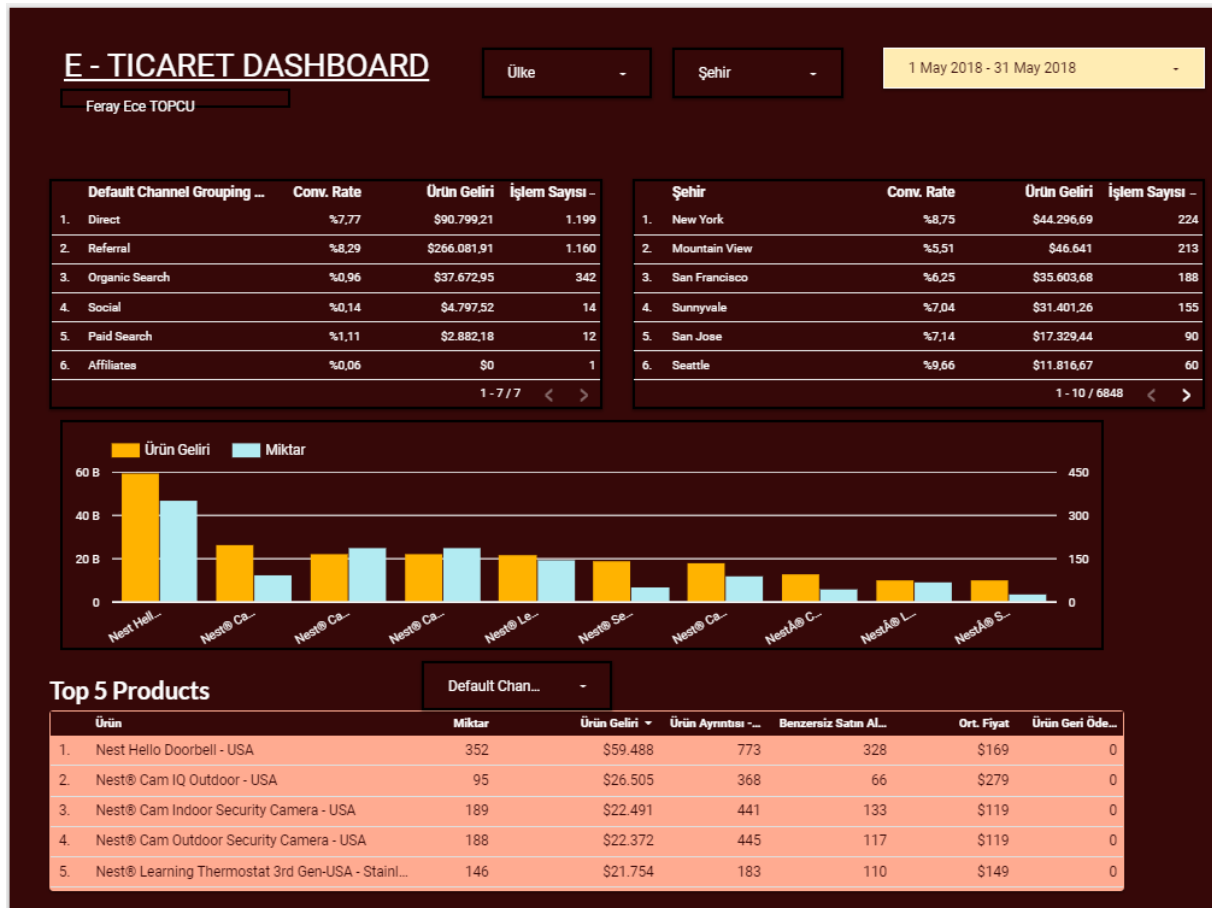 E - TICARET DASHBOARD
Feray Ece TOPCU
Ülke
Şehir
1 May 2018 - 31 May 2018
Default Channel Grouping ... Conv. Rate Ürün Geliri İşlem Sayısı
1. Direct %7,77 $90.799,21 1.199
2. Referral %8,29 $266.081,91 1.160
3. Organic Search %0,96 $37.672,95 342
4. Social %0,14 $4.797,52 14
5. Paid Search %1,11 $2.882,18 12
6. Affiliates %0,06 $0 1
1 - 7 / 7
Şehir Conv. Rate Ürün Geliri İşlem Sayısı
1. New York %8,75 $44.296,69 224
2. Mountain View %5,51 $46.641 213
3. San Francisco %6,25 $35.603,68 188
4. Sunnyvale %7,04 $31.401,26 155
5. San Jose %7,14 $17.329,44 90
6. Seattle %9,66 $11.816,67 60
1 - 10 / 6848
Ürün Geliri Miktar
60 B 450
40 B 300
20 B 150
0 0
Nest Hell... Nest® Ca... Nest® Ca... Nest® Ca... Nest® Le... Nest® Se... Nest® Ca... NestÂ® C... NestÂ® L... NestÂ® S...
Top 5 Products
Default Chan...
Ürün Miktar Ürün Geliri Ürün Ayrıntısı -... Benzersiz Satın Al... Ort. Fiyat Ürün Geri Öde...
1. Nest Hello Doorbell - USA 352 $59.488 773 328 $169 0
2. Nest® Cam IQ Outdoor - USA 95 $26.505 368 66 $279 0
3. Nest® Cam Indoor Security Camera - USA 189 $22.491 441 133 $119 0
4. Nest® Cam Outdoor Security Camera - USA 188 $22.372 445 117 $119 0
5. Nest® Learning Thermostat 3rd Gen-USA - Stainl... 146 $21.754 183 110 $149 0